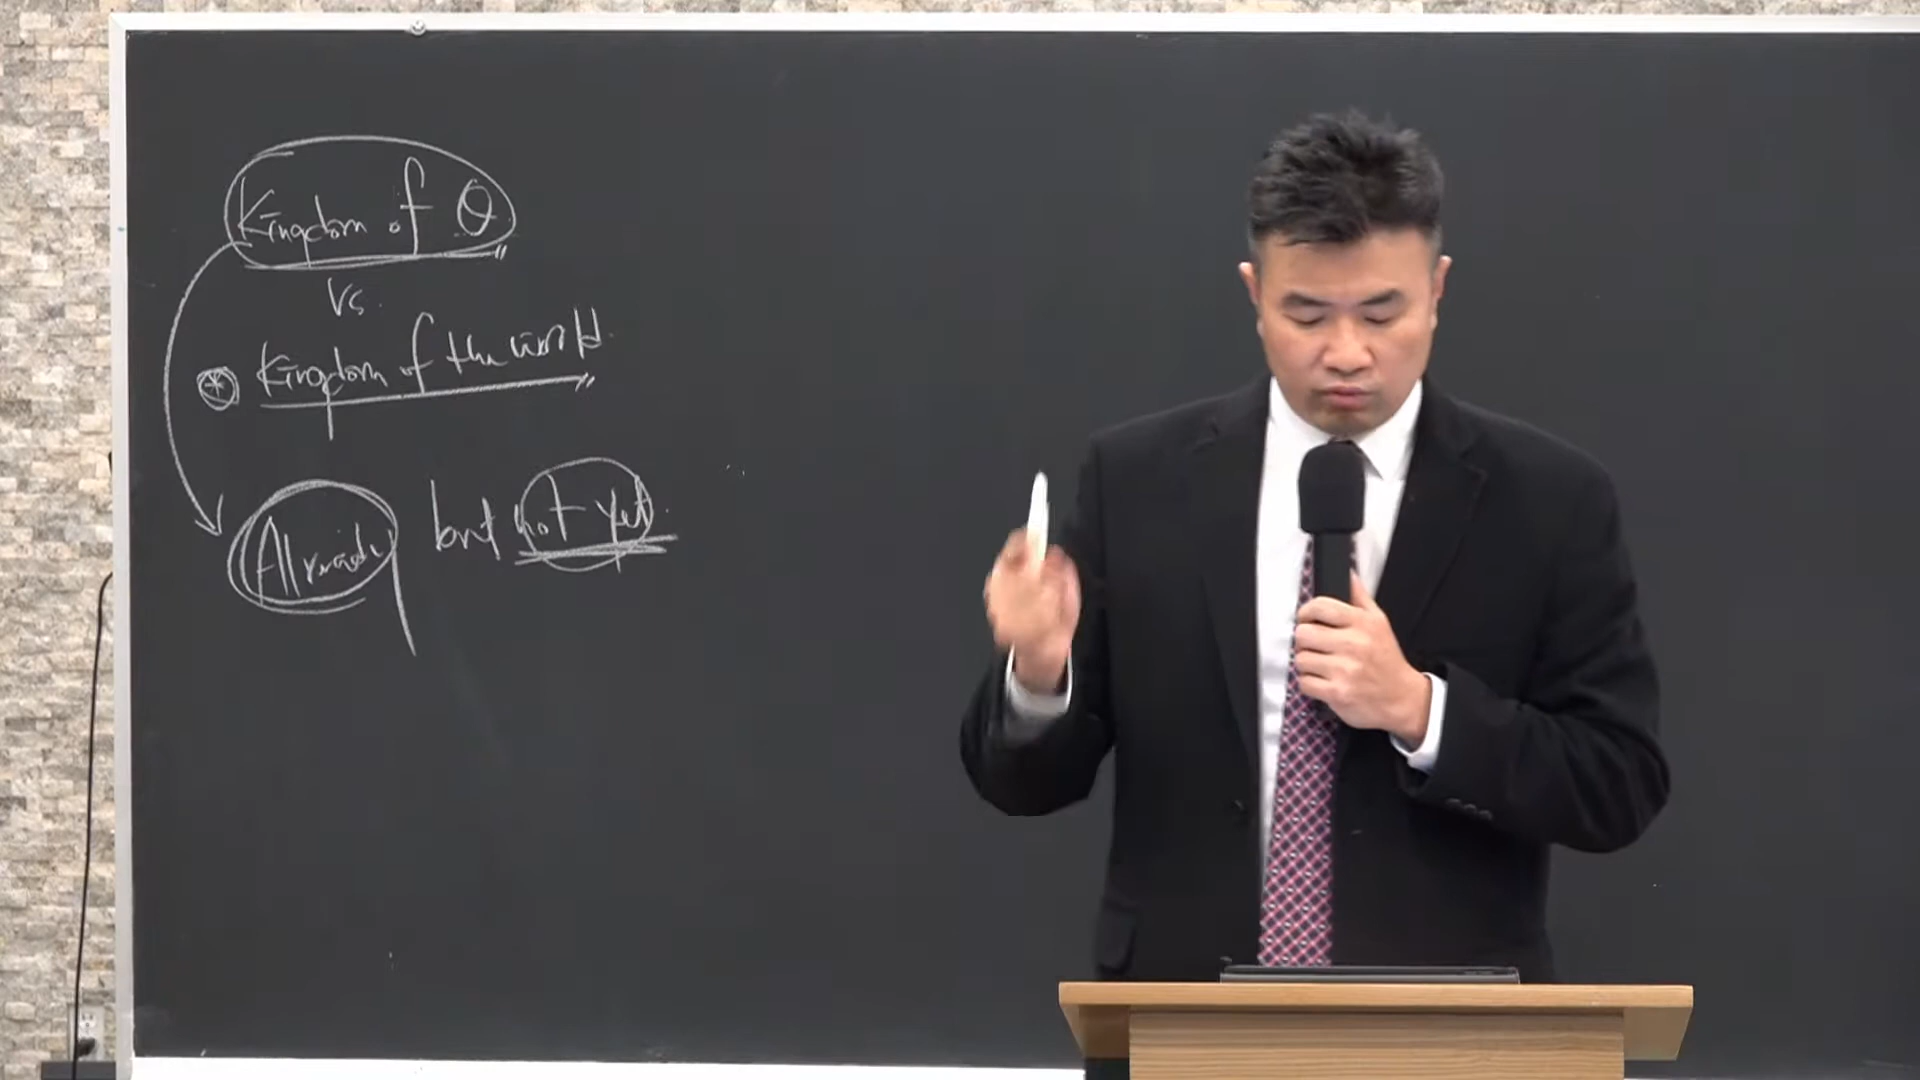 Kingdom of Θ
Vs.
Kingdom of the world.
Already but not yet.